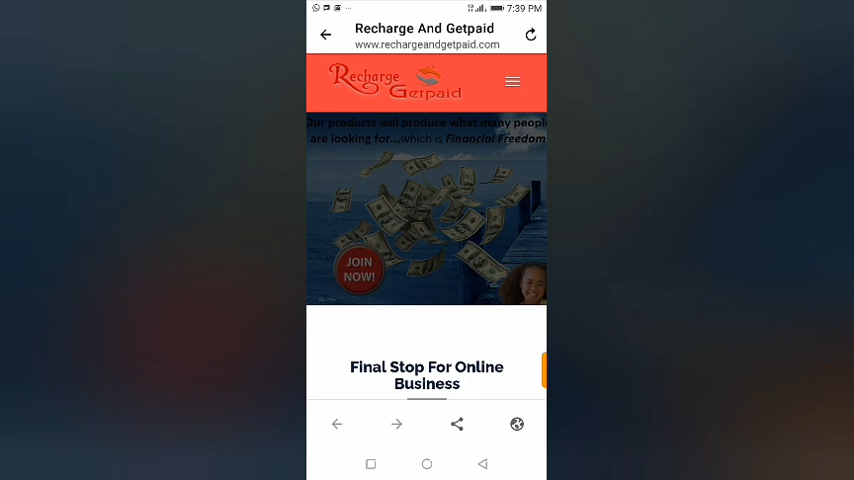 7:39 PM
Recharge And Getpaid
www.rechargeandgetpaid.com
Recharge
Getpaid
Our products will produce what many people
are looking for...which is Financial Freedom
JOIN
NOW!
Final Stop For Online
Business